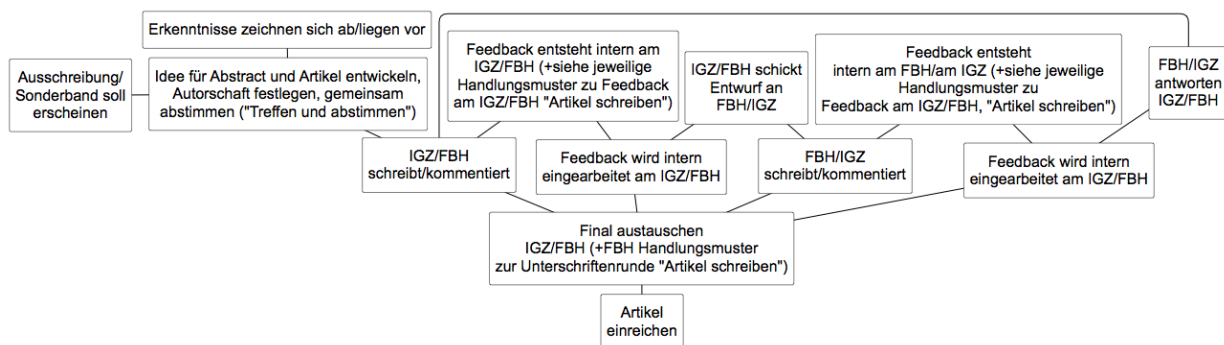 Erkenntnisse zeichnen sich ab/liegen vor
Ausschreibung/
Sonderband soll
erscheinen
Idee für Abstract und Artikel entwickeln,
Autorschaft festlegen, gemeinsam
abstimmen ("Treffen und abstimmen")
Feedback entsteht intern am
IGZ/FBH (+siehe jeweilige
Handlungsmuster zu Feedback
am IGZ/FBH "Artikel schreiben")
IGZ/FBH schickt
Entwurf an
FBH/IGZ
Feedback entsteht
intern am FBH/am IGZ (+siehe jeweilige
Handlungsmuster zu
Feedback am IGZ/FBH, "Artikel schreiben")
FBH/IGZ
antworten
IGZ/FBH
IGZ/FBH
schreibt/kommentiert
Feedback wird intern
eingearbeitet am IGZ/FBH
FBH/IGZ
schreibt/kommentiert
Feedback wird intern
eingearbeitet am IGZ/FBH
Final austauschen
IGZ/FBH (+FBH Handlungsmuster
zur Unterschriftenrunde "Artikel schreiben")
Artikel
einreichen